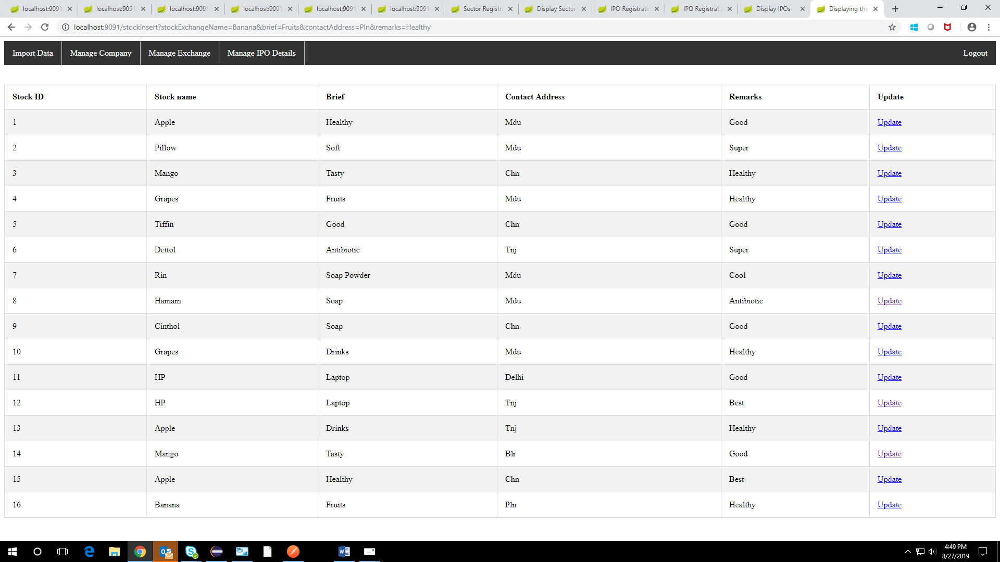 localhost:9091 localhost:9091 localhost:9091 localhost:9091 localhost:9091 localhost:9091 Sector Registra Display Sector IPO Registratio IPO Registratio Display IPOs Displaying the
localhost:9091/stockInsert?stockExchangeName=Banana&brief=Fruits&contactAddress=Pln&remarks=Healthy
Import Data Manage Company Manage Exchange Manage IPO Details Logout
Stock ID Stock name Brief Contact Address Remarks Update
1 Apple Healthy Mdu Good Update
2 Pillow Soft Mdu Super Update
3 Mango Tasty Chn Healthy Update
4 Grapes Fruits Mdu Healthy Update
5 Tiffin Good Chn Good Update
6 Dettol Antibiotic Tnj Super Update
7 Rin Soap Powder Mdu Cool Update
8 Hamam Soap Mdu Antibiotic Update
9 Cinthol Soap Chn Good Update
10 Grapes Drinks Mdu Healthy Update
11 HP Laptop Delhi Good Update
12 HP Laptop Tnj Best Update
13 Apple Drinks Tnj Healthy Update
14 Mango Tasty Blr Good Update
15 Apple Healthy Chn Best Update
16 Banana Fruits Pln Healthy Update
4:49 PM
8/27/2019